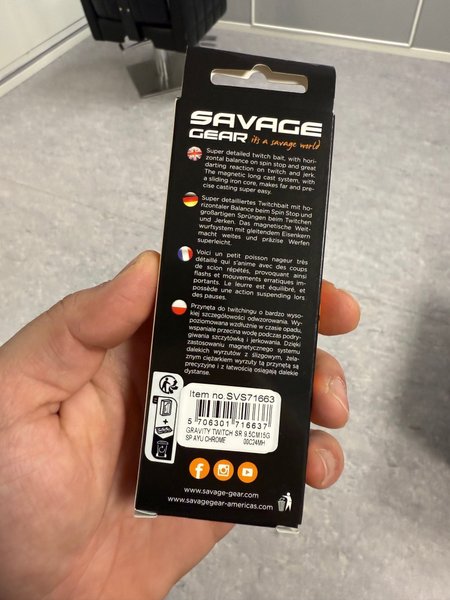 SAVAGE
GEAR it's a savage world
Super detailed twitch bait, with hori-
zontal balance on spin stop and great
darting reaction on twitch and jerk.
The magnetic long cast system, with
a sliding iron core, makes far and pre-
cise casting super easy.
Super detailliertes Twitchbait mit ho-
rizontaler Balance beim Spin Stop und
großartigen Sprüngen beim Twitchen
und Jerken. Das magnetische Weit-
wurfsystem mit gleitendem Eisenkern
macht weites und präzise Werfen
superleicht.
Voici un petit poisson nageur très
détaillé qui s'anime avec des coups
de scion répétés, provoquant ainsi
flashs et mouvements erratiques im-
portants. Le leurre est équilibré, et
possède une action suspending lors
des pauses.
Przynęta do twitchingu o bardzo wyso-
kiej szczegółowości odwzorowania. Wy-
poziomowana wzdłużnie w czasie opadu,
wspaniale przecina wodę podczas podry-
giwania szczytówką i jerkowania. Dzięki
zastosowaniu magnetycznego systemu
dalekich wyrzutów z ślizgowym, żelaz-
nym ciężarkiem wyrzuty tą przynętą są
precyzyjne i z łatwością osiągają dalekie
dystanse.
Item no.SVS71663
5 706301 716637
GRAVITY TWITCH SR 9.5CM15G
SP AYU CHROME 00C24MH
www.savage-gear.com
www.savagegear-americas.com